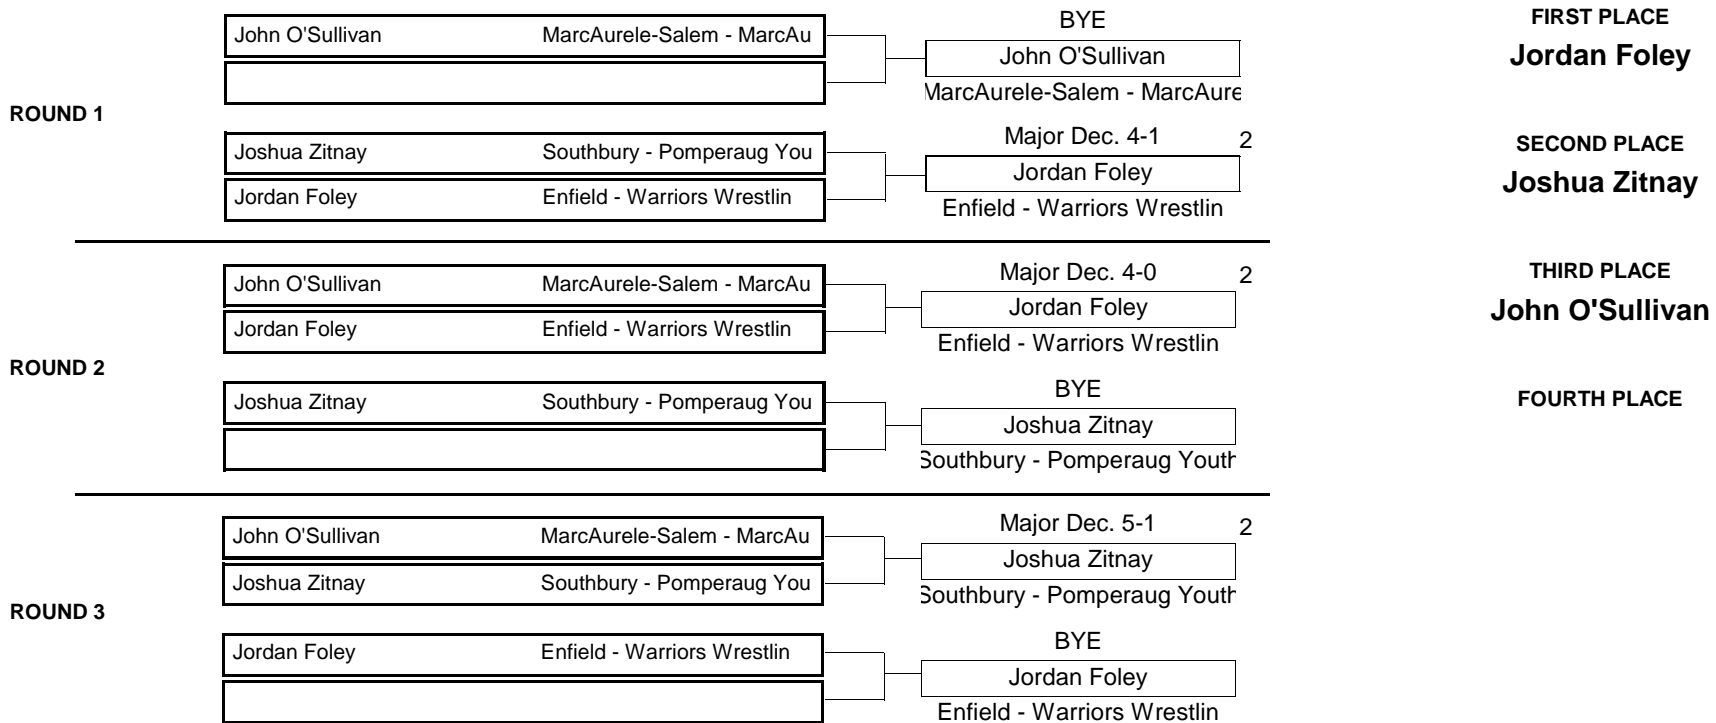 BYE
FIRST PLACE
John O'Sullivan MarcAurele-Salem - MarcAu
John O'Sullivan
Jordan Foley
MarcAurele-Salem - MarcAure
ROUND 1
Major Dec. 4-1 2
SECOND PLACE
Joshua Zitnay Southbury - Pomperaug You
Jordan Foley
Joshua Zitnay
Jordan Foley Enfield - Warriors Wrestlin
Enfield - Warriors Wrestlin
Major Dec. 4-0 2
THIRD PLACE
John O'Sullivan MarcAurele-Salem - MarcAu
Jordan Foley
John O'Sullivan
Jordan Foley Enfield - Warriors Wrestlin
Enfield - Warriors Wrestlin
ROUND 2
BYE
FOURTH PLACE
Joshua Zitnay Southbury - Pomperaug You
Joshua Zitnay
Southbury - Pomperaug Youth
Major Dec. 5-1 2
John O'Sullivan MarcAurele-Salem - MarcAu
Joshua Zitnay
Joshua Zitnay Southbury - Pomperaug You
Southbury - Pomperaug Youth
ROUND 3
BYE
Jordan Foley Enfield - Warriors Wrestlin
Jordan Foley
Enfield - Warriors Wrestlin